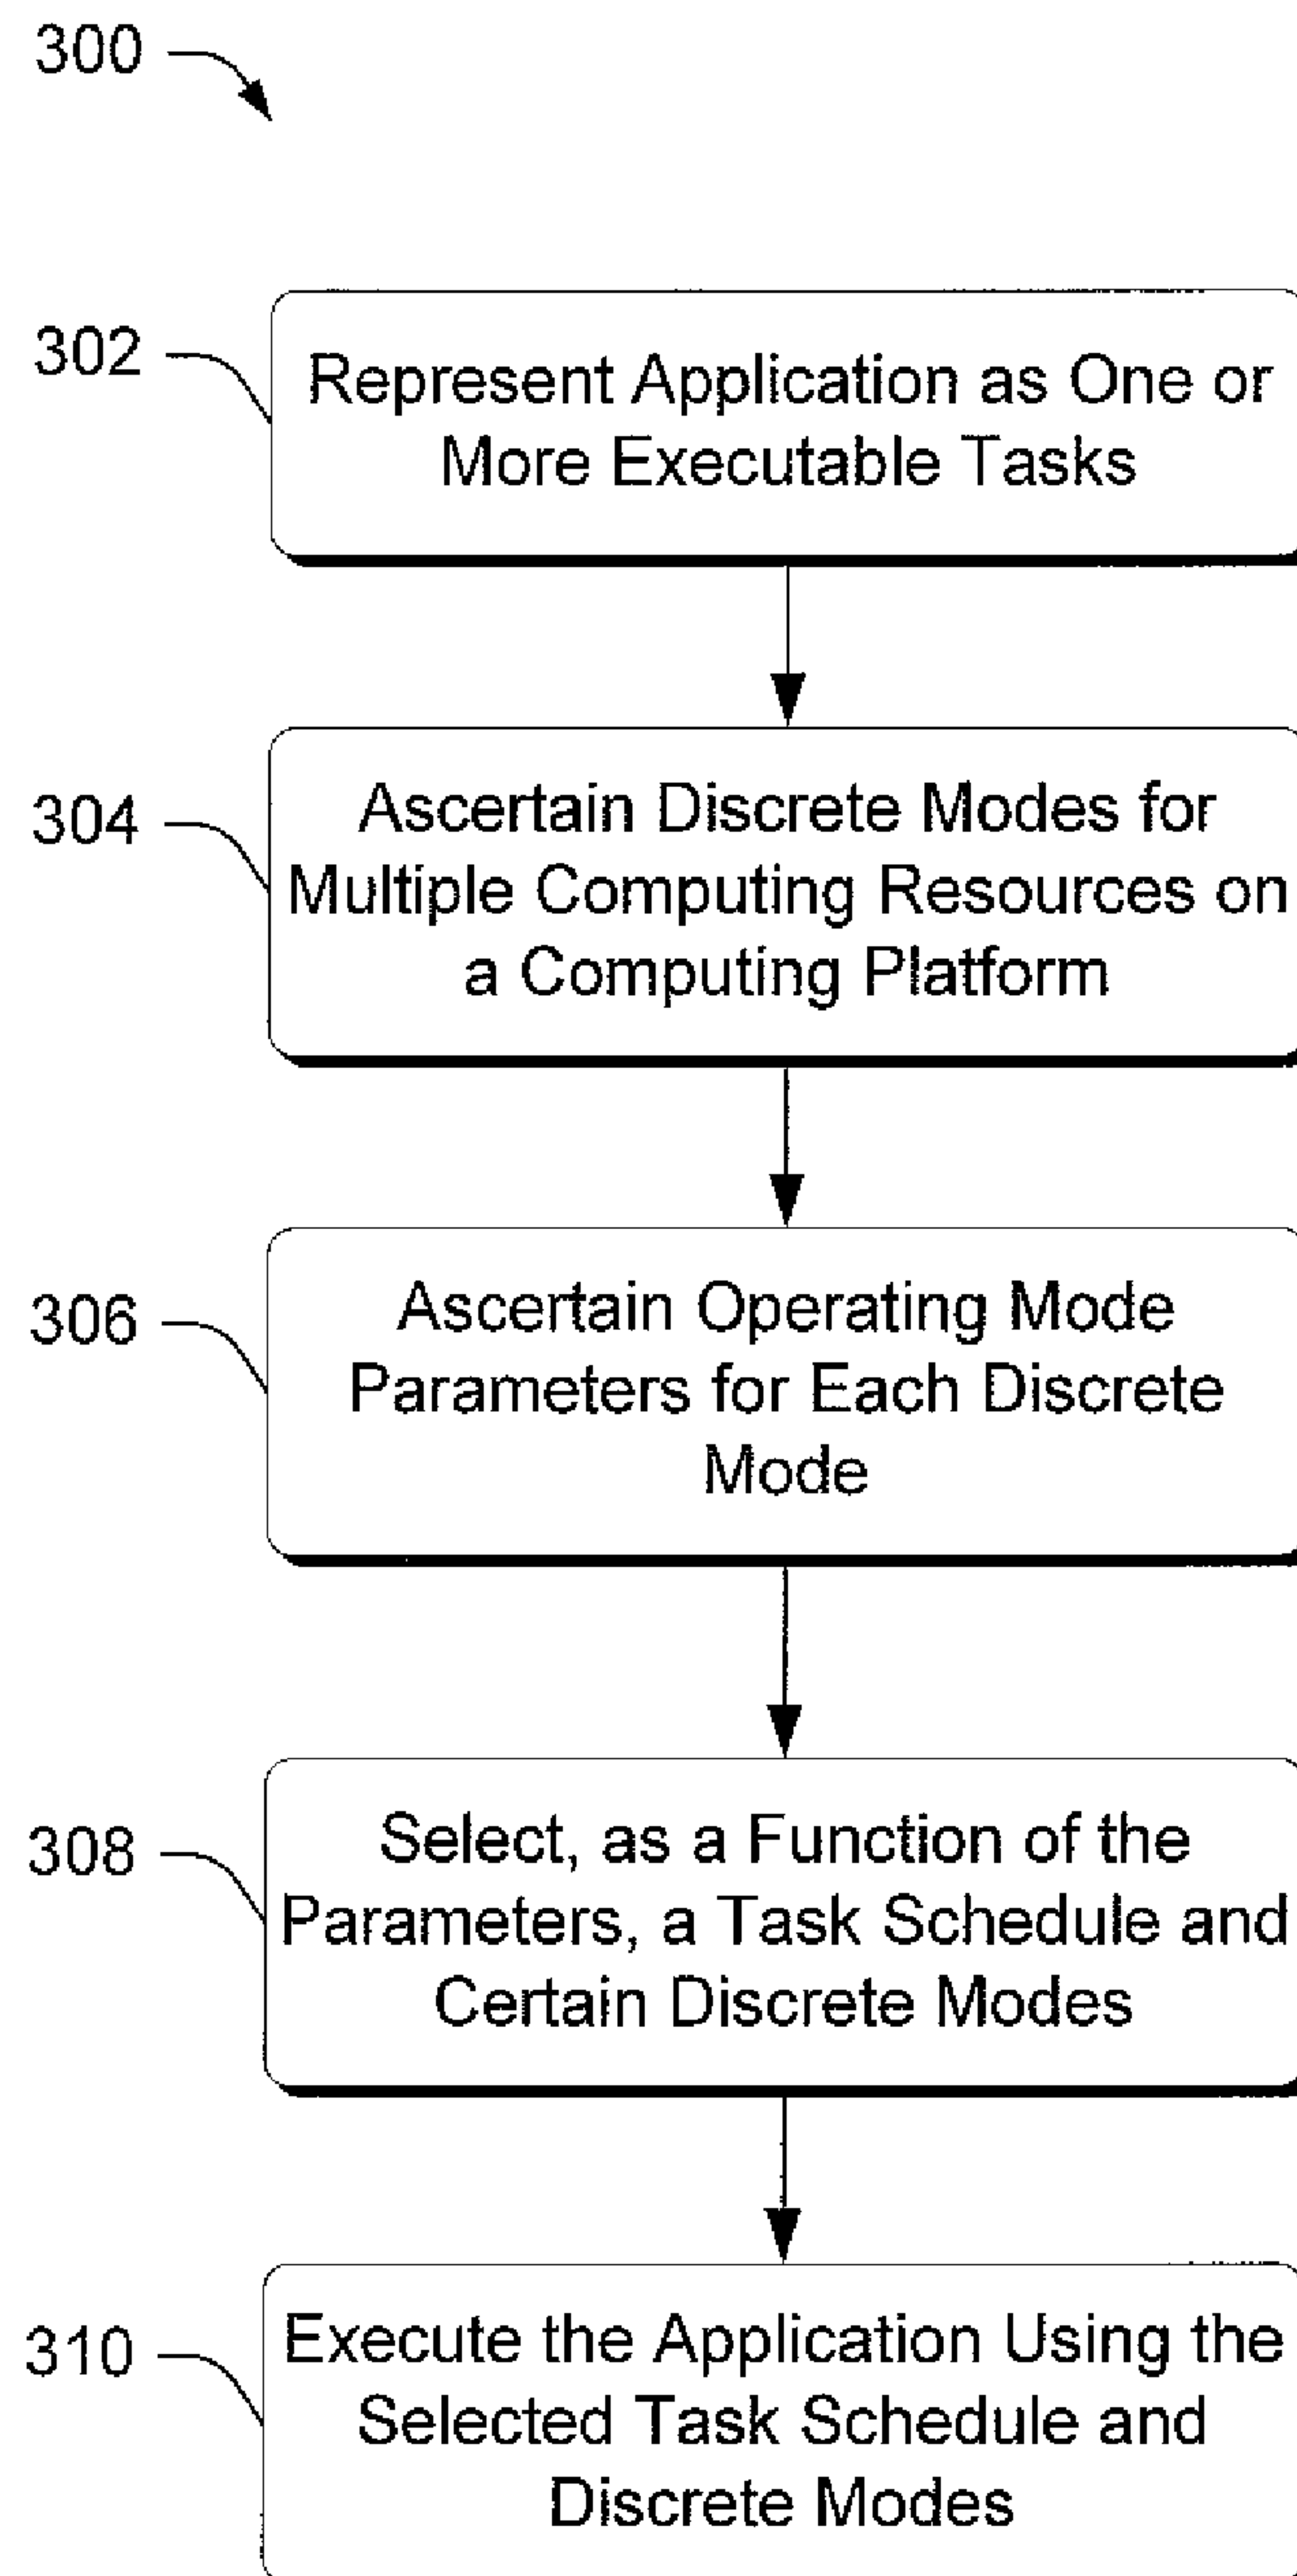 300
302
Represent Application as One or
More Executable Tasks
304
Ascertain Discrete Modes for
Multiple Computing Resources on
a Computing Platform
306
Ascertain Operating Mode
Parameters for Each Discrete
Mode
308
Select, as a Function of the
Parameters, a Task Schedule and
Certain Discrete Modes
310
Execute the Application Using the
Selected Task Schedule and
Discrete Modes